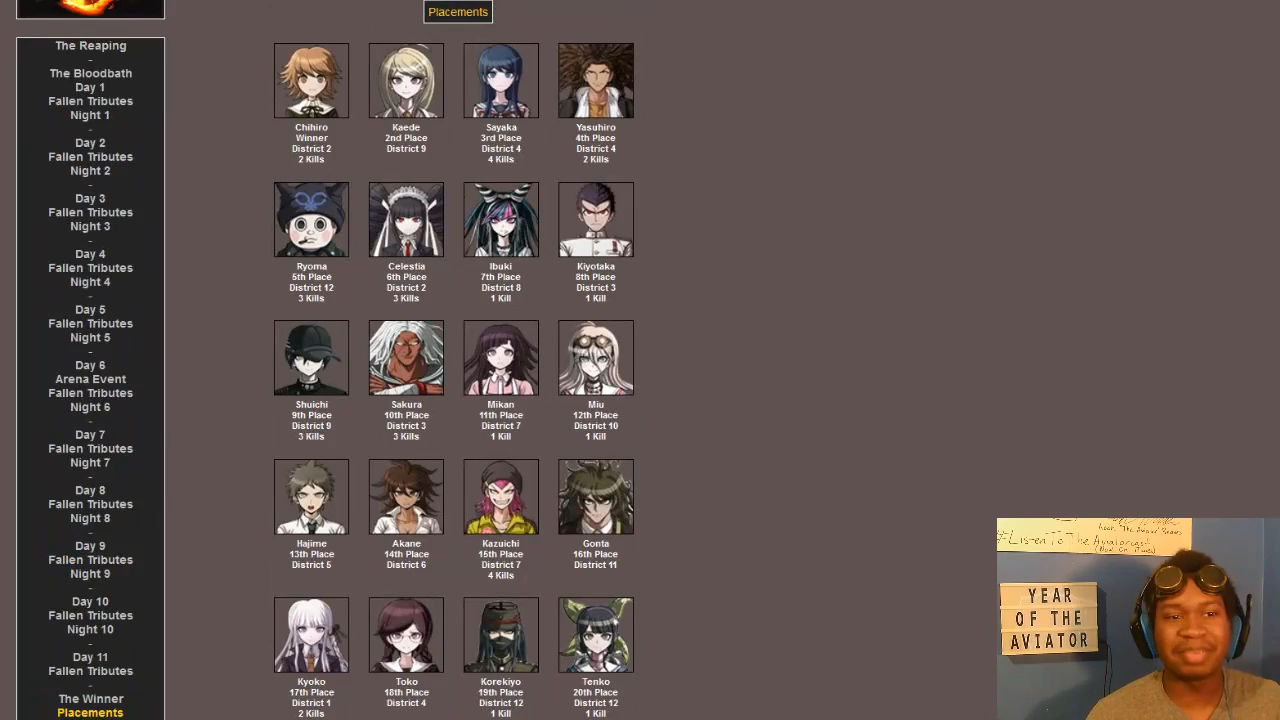 Placements
The Reaping
-
The Bloodbath
Day 1
Fallen Tributes
Night 1
-
Day 2
Fallen Tributes
Night 2
-
Day 3
Fallen Tributes
Night 3
-
Day 4
Fallen Tributes
Night 4
-
Day 5
Fallen Tributes
Night 5
-
Day 6
Arena Event
Fallen Tributes
Night 6
-
Day 7
Fallen Tributes
Night 7
-
Day 8
Fallen Tributes
Night 8
-
Day 9
Fallen Tributes
Night 9
-
Day 10
Fallen Tributes
Night 10
-
Day 11
Fallen Tributes
-
The Winner
Placements
Chihiro
Winner
District 2
2 Kills
Kaede
2nd Place
District 9
Sayaka
3rd Place
District 4
4 Kills
Yasuhiro
4th Place
District 4
2 Kills
Ryoma
5th Place
District 12
3 Kills
Celestia
6th Place
District 2
3 Kills
Ibuki
7th Place
District 8
1 Kill
Kiyotaka
8th Place
District 3
1 Kill
Shuichi
9th Place
District 9
3 Kills
Sakura
10th Place
District 3
3 Kills
Mikan
11th Place
District 7
1 Kill
Miu
12th Place
District 10
1 Kill
Hajime
13th Place
District 5
Akane
14th Place
District 6
Kazuichi
15th Place
District 7
4 Kills
Gonta
16th Place
District 11
Kyoko
17th Place
District 1
2 Kills
Toko
18th Place
District 4
Korekiyo
19th Place
District 12
1 Kill
Tenko
20th Place
District 12
1 Kill
#ListenToTheAviatorcast
(Now On iTunes)
YEAR
OF THE
AVIATOR